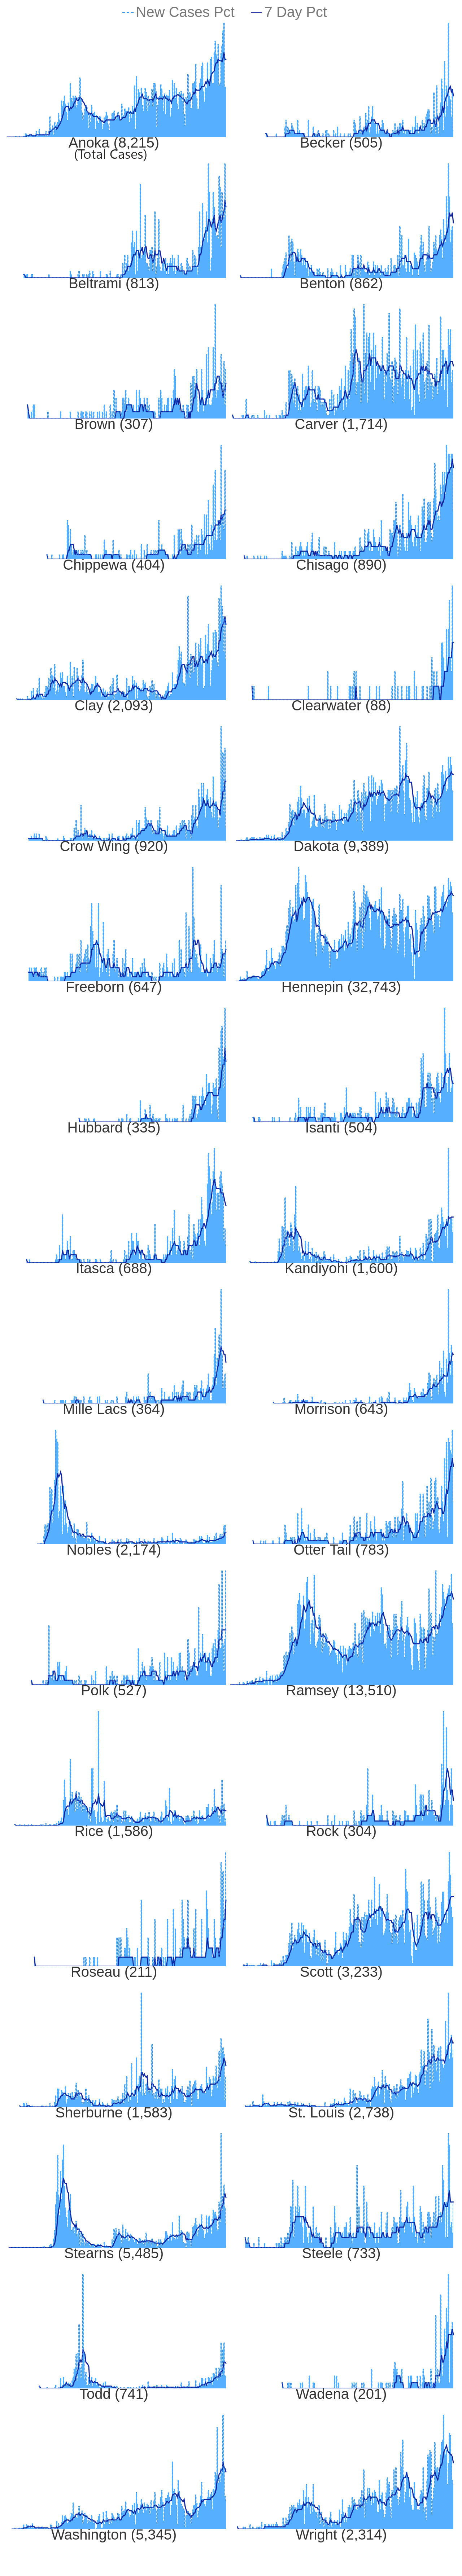 New Cases Pct 7 Day Pct
Anoka (8,215) Becker (505)
(Total Cases)
Beltrami (813) Benton (862)
Brown (307) Carver (1,714)
Chippewa (404) Chisago (890)
Clay (2,093) Clearwater (88)
Crow Wing (920) Dakota (9,389)
Freeborn (647) Hennepin (32,743)
Hubbard (335) Isanti (504)
Itasca (688) Kandiyohi (1,600)
Mille Lacs (364) Morrison (643)
Nobles (2,174) Otter Tail (783)
Polk (527) Ramsey (13,510)
Rice (1,586) Rock (304)
Roseau (211) Scott (3,233)
Sherburne (1,583) St. Louis (2,738)
Stearns (5,485) Steele (733)
Todd (741) Wadena (201)
Washington (5,345) Wright (2,314)